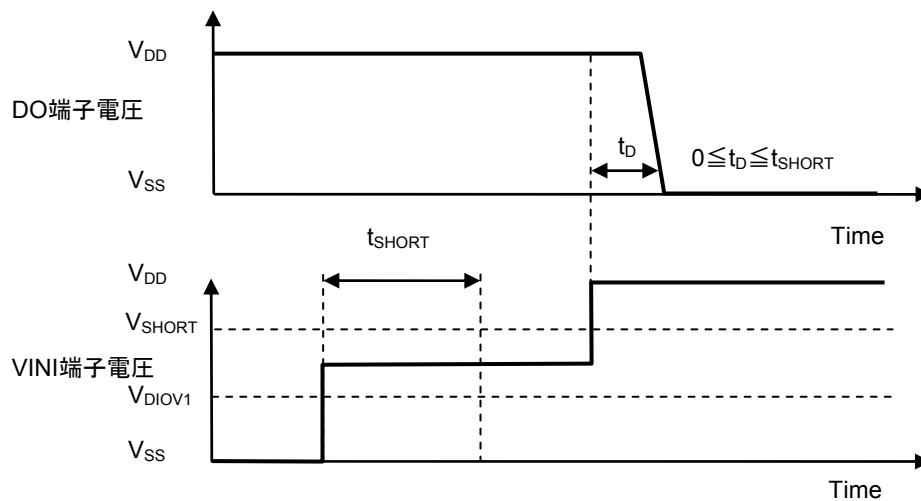 VDD
DO端子電圧
tD
0≦tD≦tSHORT
VSS
Time
tSHORT
VDD
VSHORT
VINI端子電圧
VDIOV1
VSS
Time